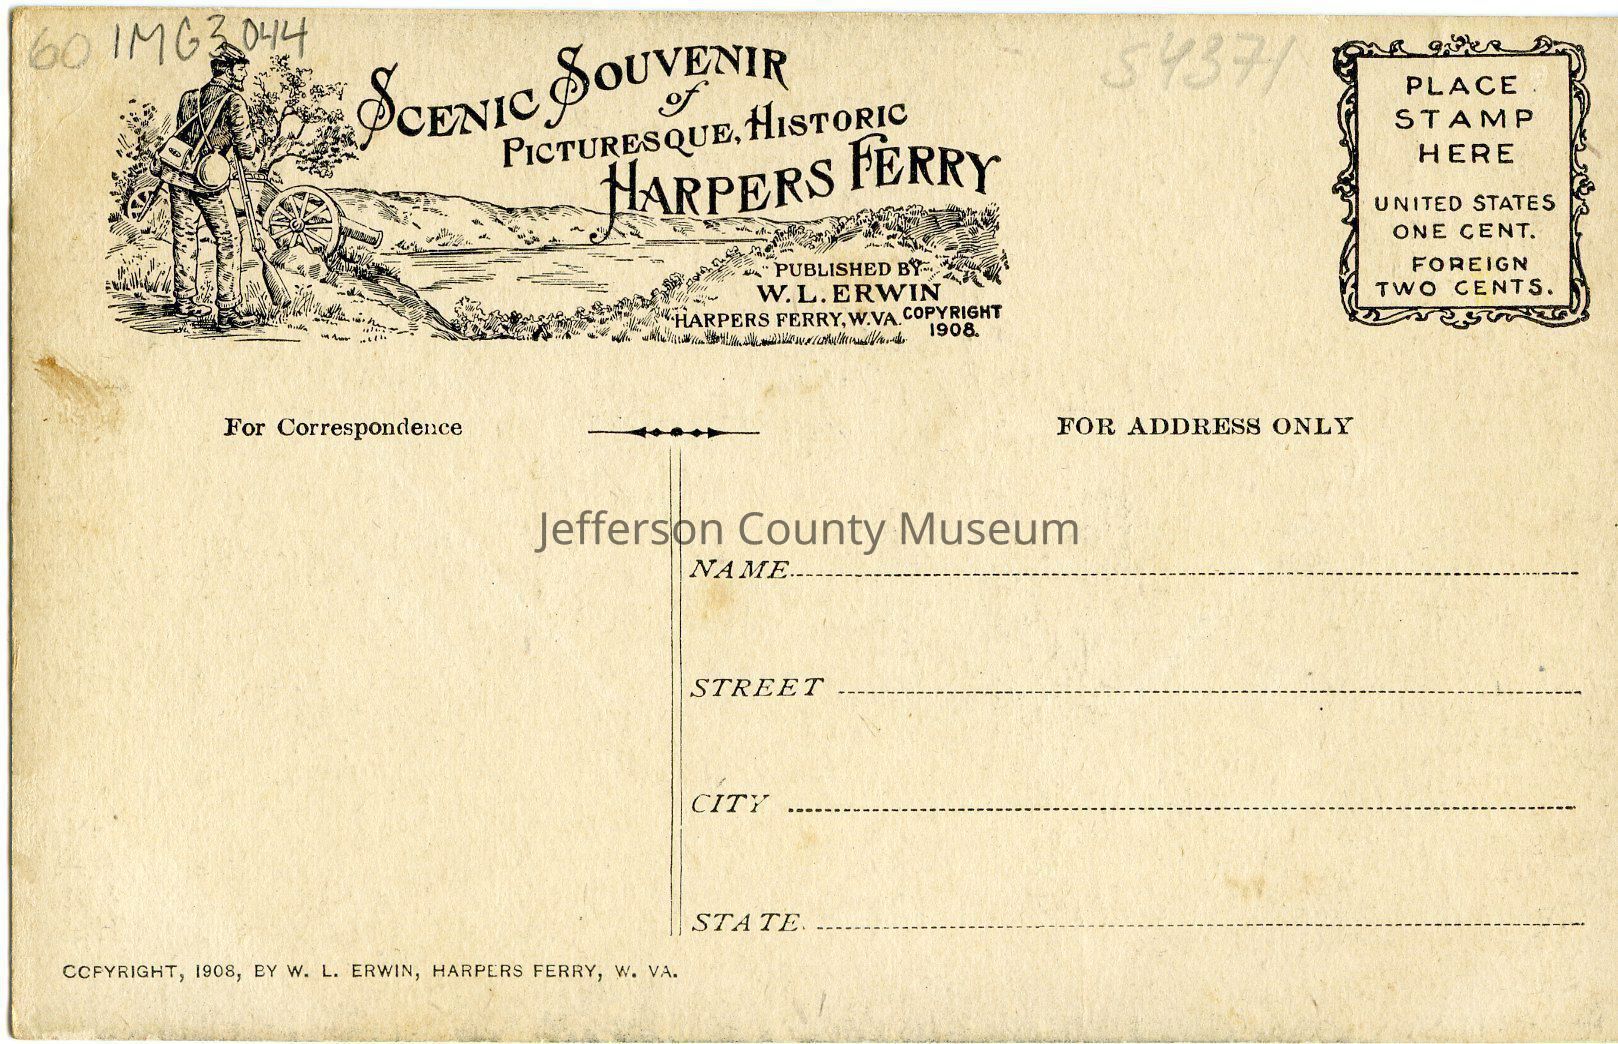 60 IMG3044
54371
SCENIC SOUVENIR
of
PICTURESQUE, HISTORIC
HARPERS FERRY
PUBLISHED BY
W. L. ERWIN
HARPERS FERRY, W. VA.
COPYRIGHT
1908.
PLACE
STAMP
HERE
UNITED STATES
ONE CENT.
FOREIGN
TWO CENTS.
For Correspondence
FOR ADDRESS ONLY
Jefferson County Museum
NAME
STREET
CITY
STATE
COPYRIGHT, 1908, BY W. L. ERWIN, HARPERS FERRY, W. VA.